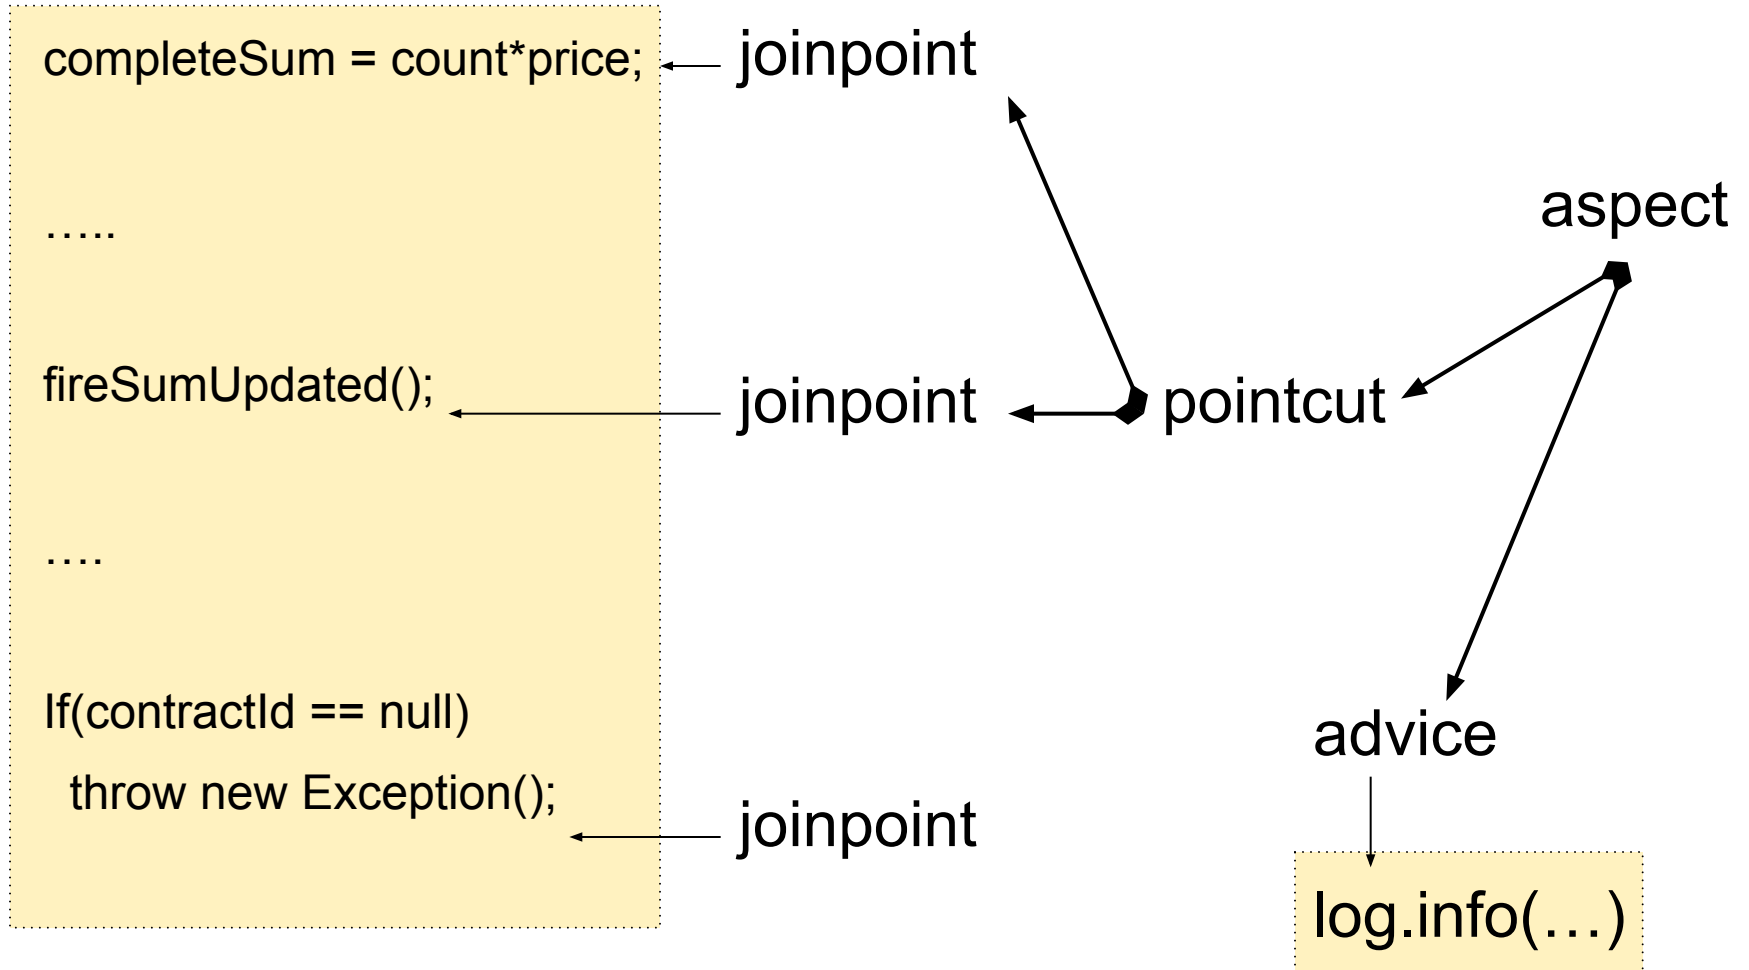 completeSum = count*price;
joinpoint
aspect
…..
fireSumUpdated();
joinpoint
pointcut
….
If(contractId == null)
throw new Exception();
advice
joinpoint
log.info(…)